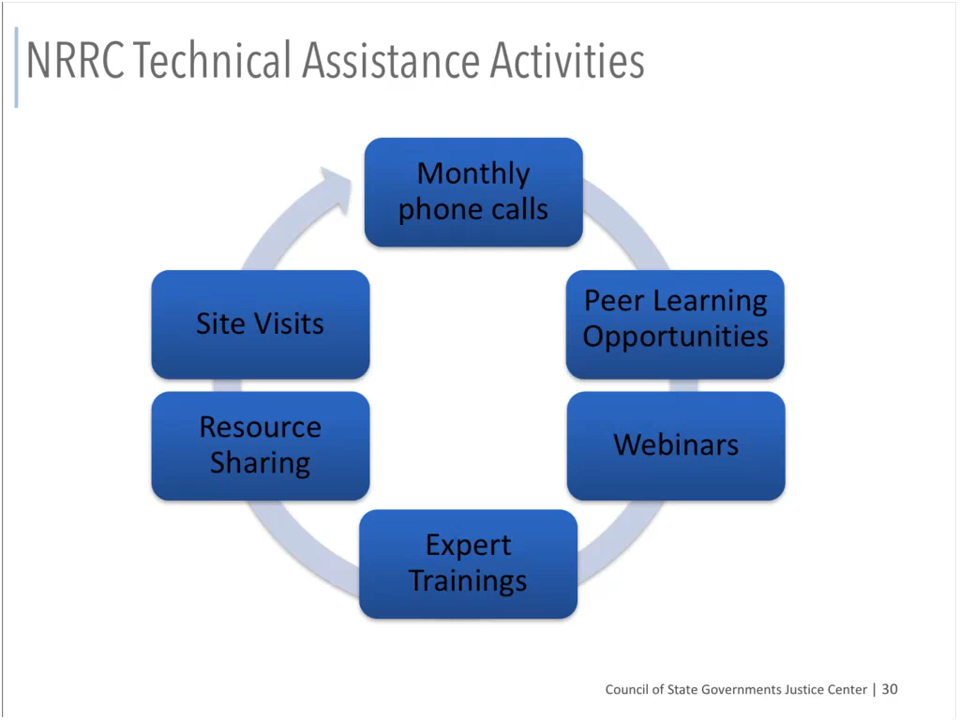 NRRC Technical Assistance Activities
Monthly
phone calls
Peer Learning
Opportunities
Webinars
Expert
Trainings
Resource
Sharing
Site Visits
Council of State Governments Justice Center | 30